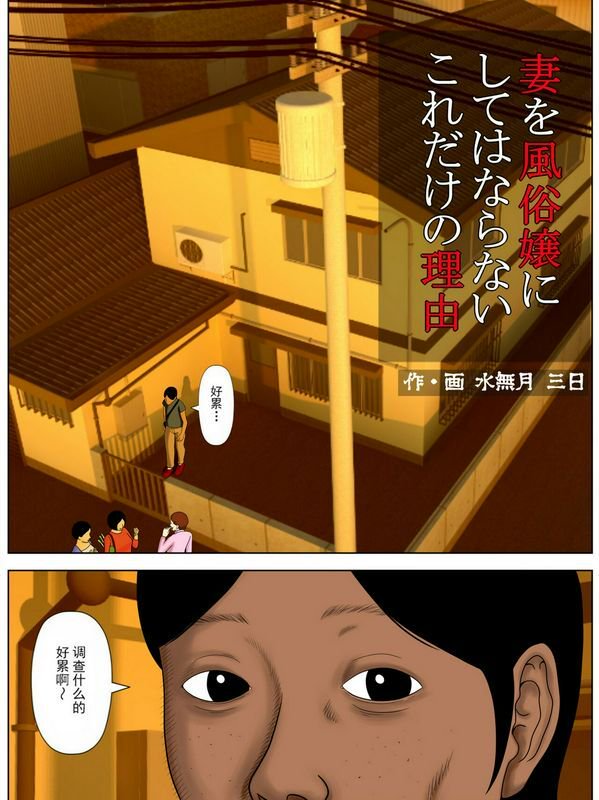 妻を風俗嬢に
してはならない
これだけの理由
作・画 水無月 三日
好累…
调查什么的
好累啊～